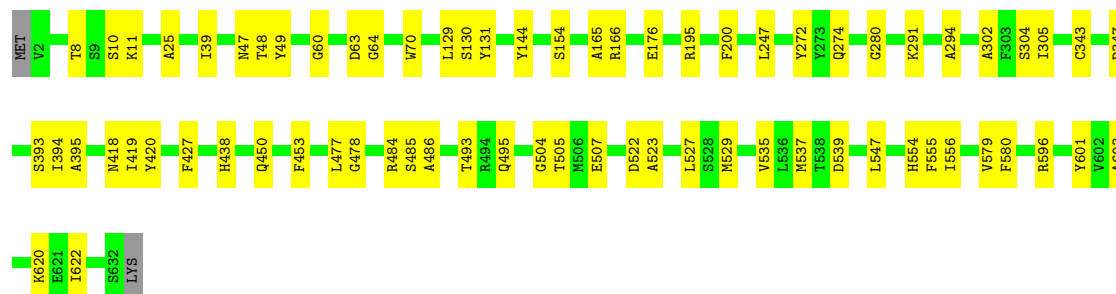 MET V2 T8 S9 S10 K11 A25 I39 N47 T48 Y49 G60 D63 G64 W70 L129 S130 Y131 Y144 S154 A165 R166 E176 R195 F200 L247 Y272 Y273 Q274 G280 K291 A294 A302 F303 S304 I305 C343
S393 I394 A395 N418 I419 Y420 F427 H438 Q450 F453 L477 G478 R484 S485 A486 T493 R494 Q495 G504 T505 M506 E507 D522 A523 L527 S528 M529 V535 L536 M537 T538 D539 L547 H554 F555 I556 V579 F580 R596 Y601 V602
K620 E621 I622 S632 LYS